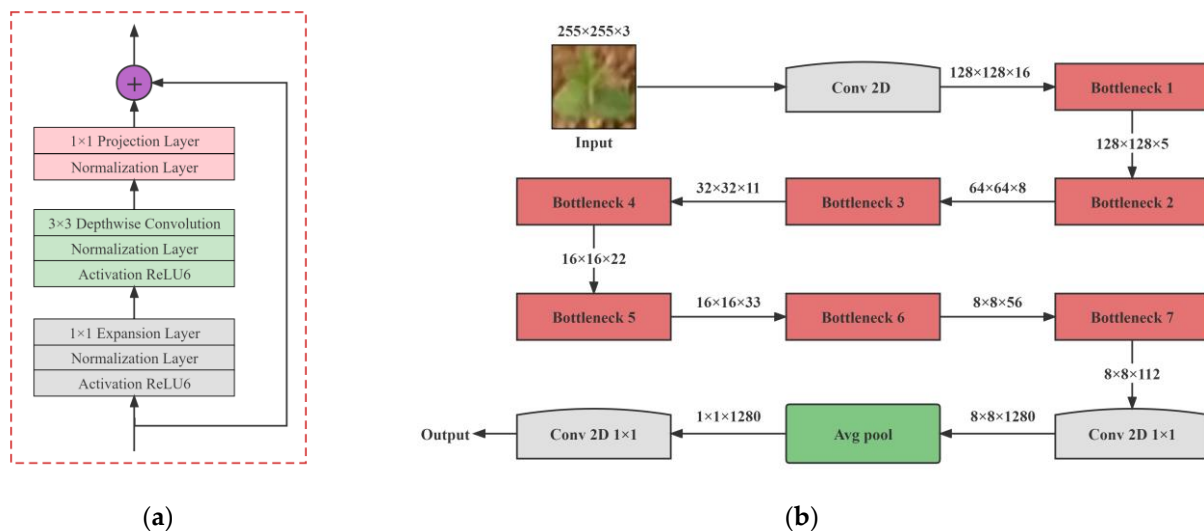 +
1×1 Projection Layer
Normalization Layer
3×3 Depthwise Convolution
Normalization Layer
Activation ReLU6
1×1 Expansion Layer
Normalization Layer
Activation ReLU6
(a)
255×255×3
Input
Conv 2D
128×128×16
Bottleneck 1
128×128×5
Bottleneck 2
64×64×8
Bottleneck 3
32×32×11
Bottleneck 4
16×16×22
Bottleneck 5
16×16×33
Bottleneck 6
8×8×56
Bottleneck 7
8×8×112
Conv 2D 1×1
8×8×1280
Avg pool
1×1×1280
Conv 2D 1×1
Output
(b)